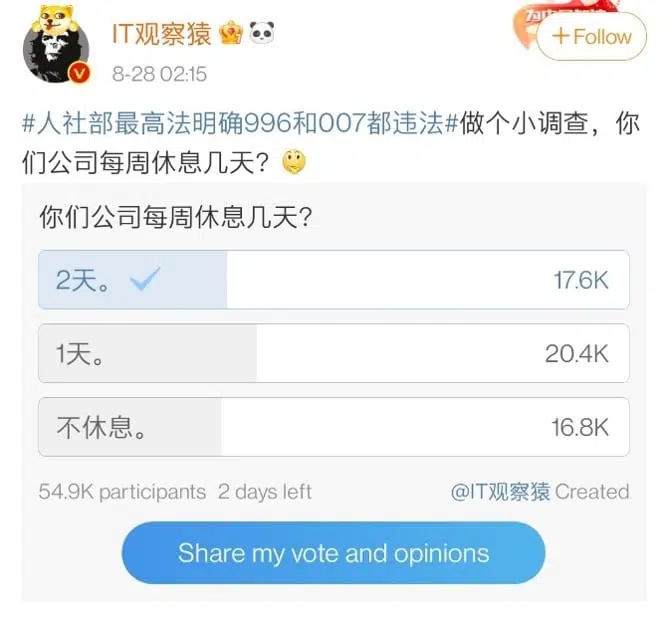 IT观察猿
8-28 02:15
+Follow
#人社部最高法明确996和007都违法#做个小调查，你
们公司每周休息几天？
你们公司每周休息几天？
2天。 17.6K
1天。 20.4K
不休息。 16.8K
54.9K participants 2 days left @IT观察猿 Created
Share my vote and opinions